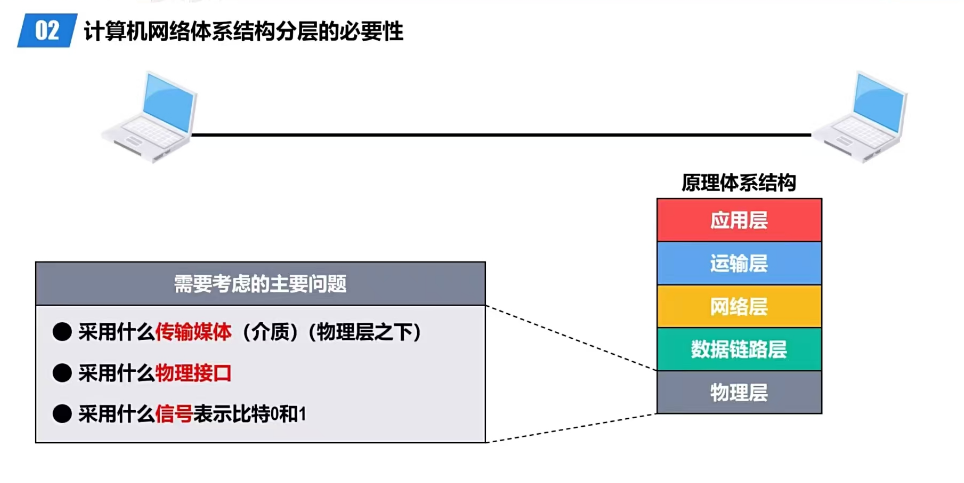 02 计算机网络体系结构分层的必要性
原理体系结构
应用层
运输层
网络层
数据链路层
物理层
需要考虑的主要问题
● 采用什么传输媒体（介质）(物理层之下）
● 采用什么物理接口
● 采用什么信号表示比特0和1